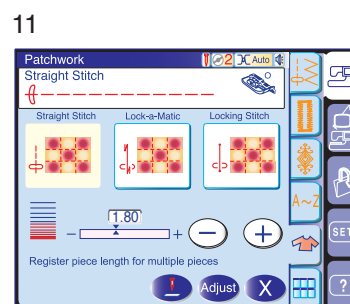 11
Patchwork
2 Auto
Straight Stitch
Straight Stitch Lock-a-Matic Locking Stitch
A~Z
- 1.80 +
- +
SET
Register piece length for multiple pieces
Adjust X
?